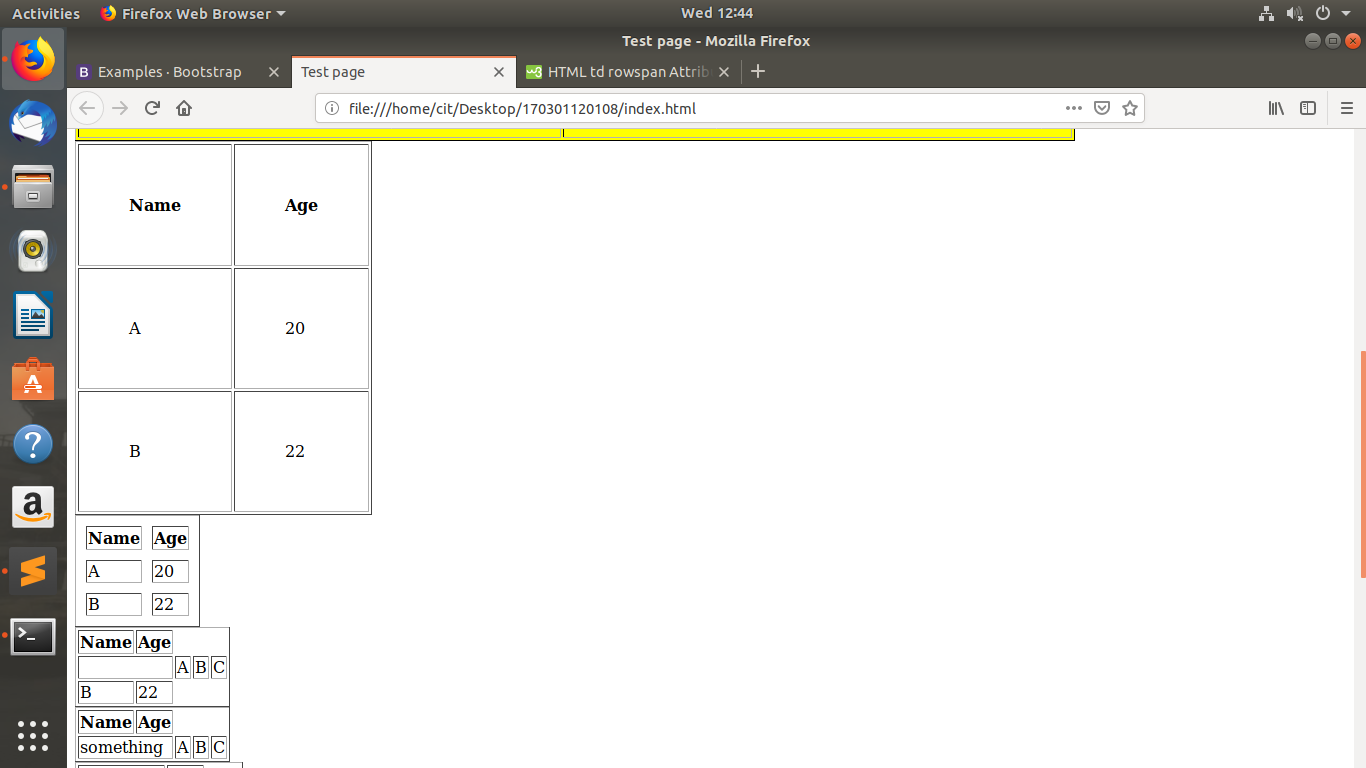 Activities Firefox Web Browser Wed 12:44
Test page - Mozilla Firefox
Examples · Bootstrap Test page HTML td rowspan Attrib
file:///home/cit/Desktop/170301120108/index.html
Name Age
A 20
B 22
Name Age
A 20
B 22
Name Age
A B C
B 22
Name Age
something A B C